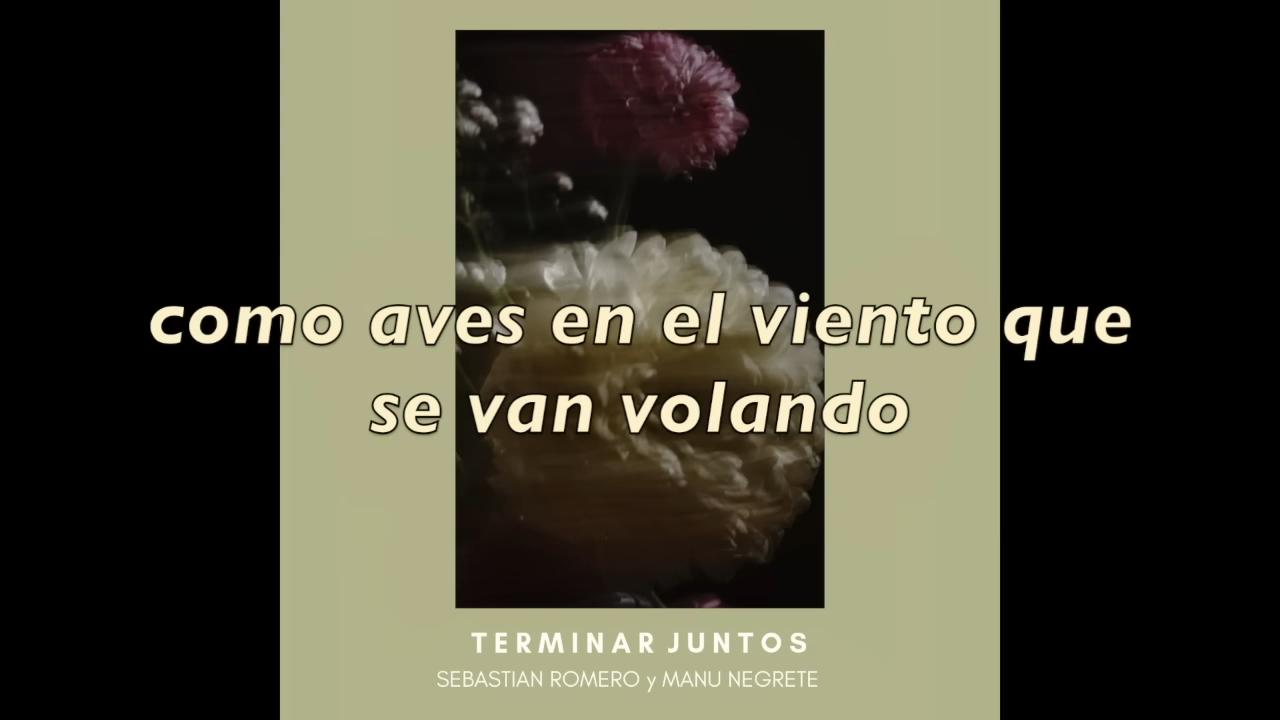 como aves en el viento que
se van volando
TERMINAR JUNTOS
SEBASTIAN ROMERO y MANU NEGRETE